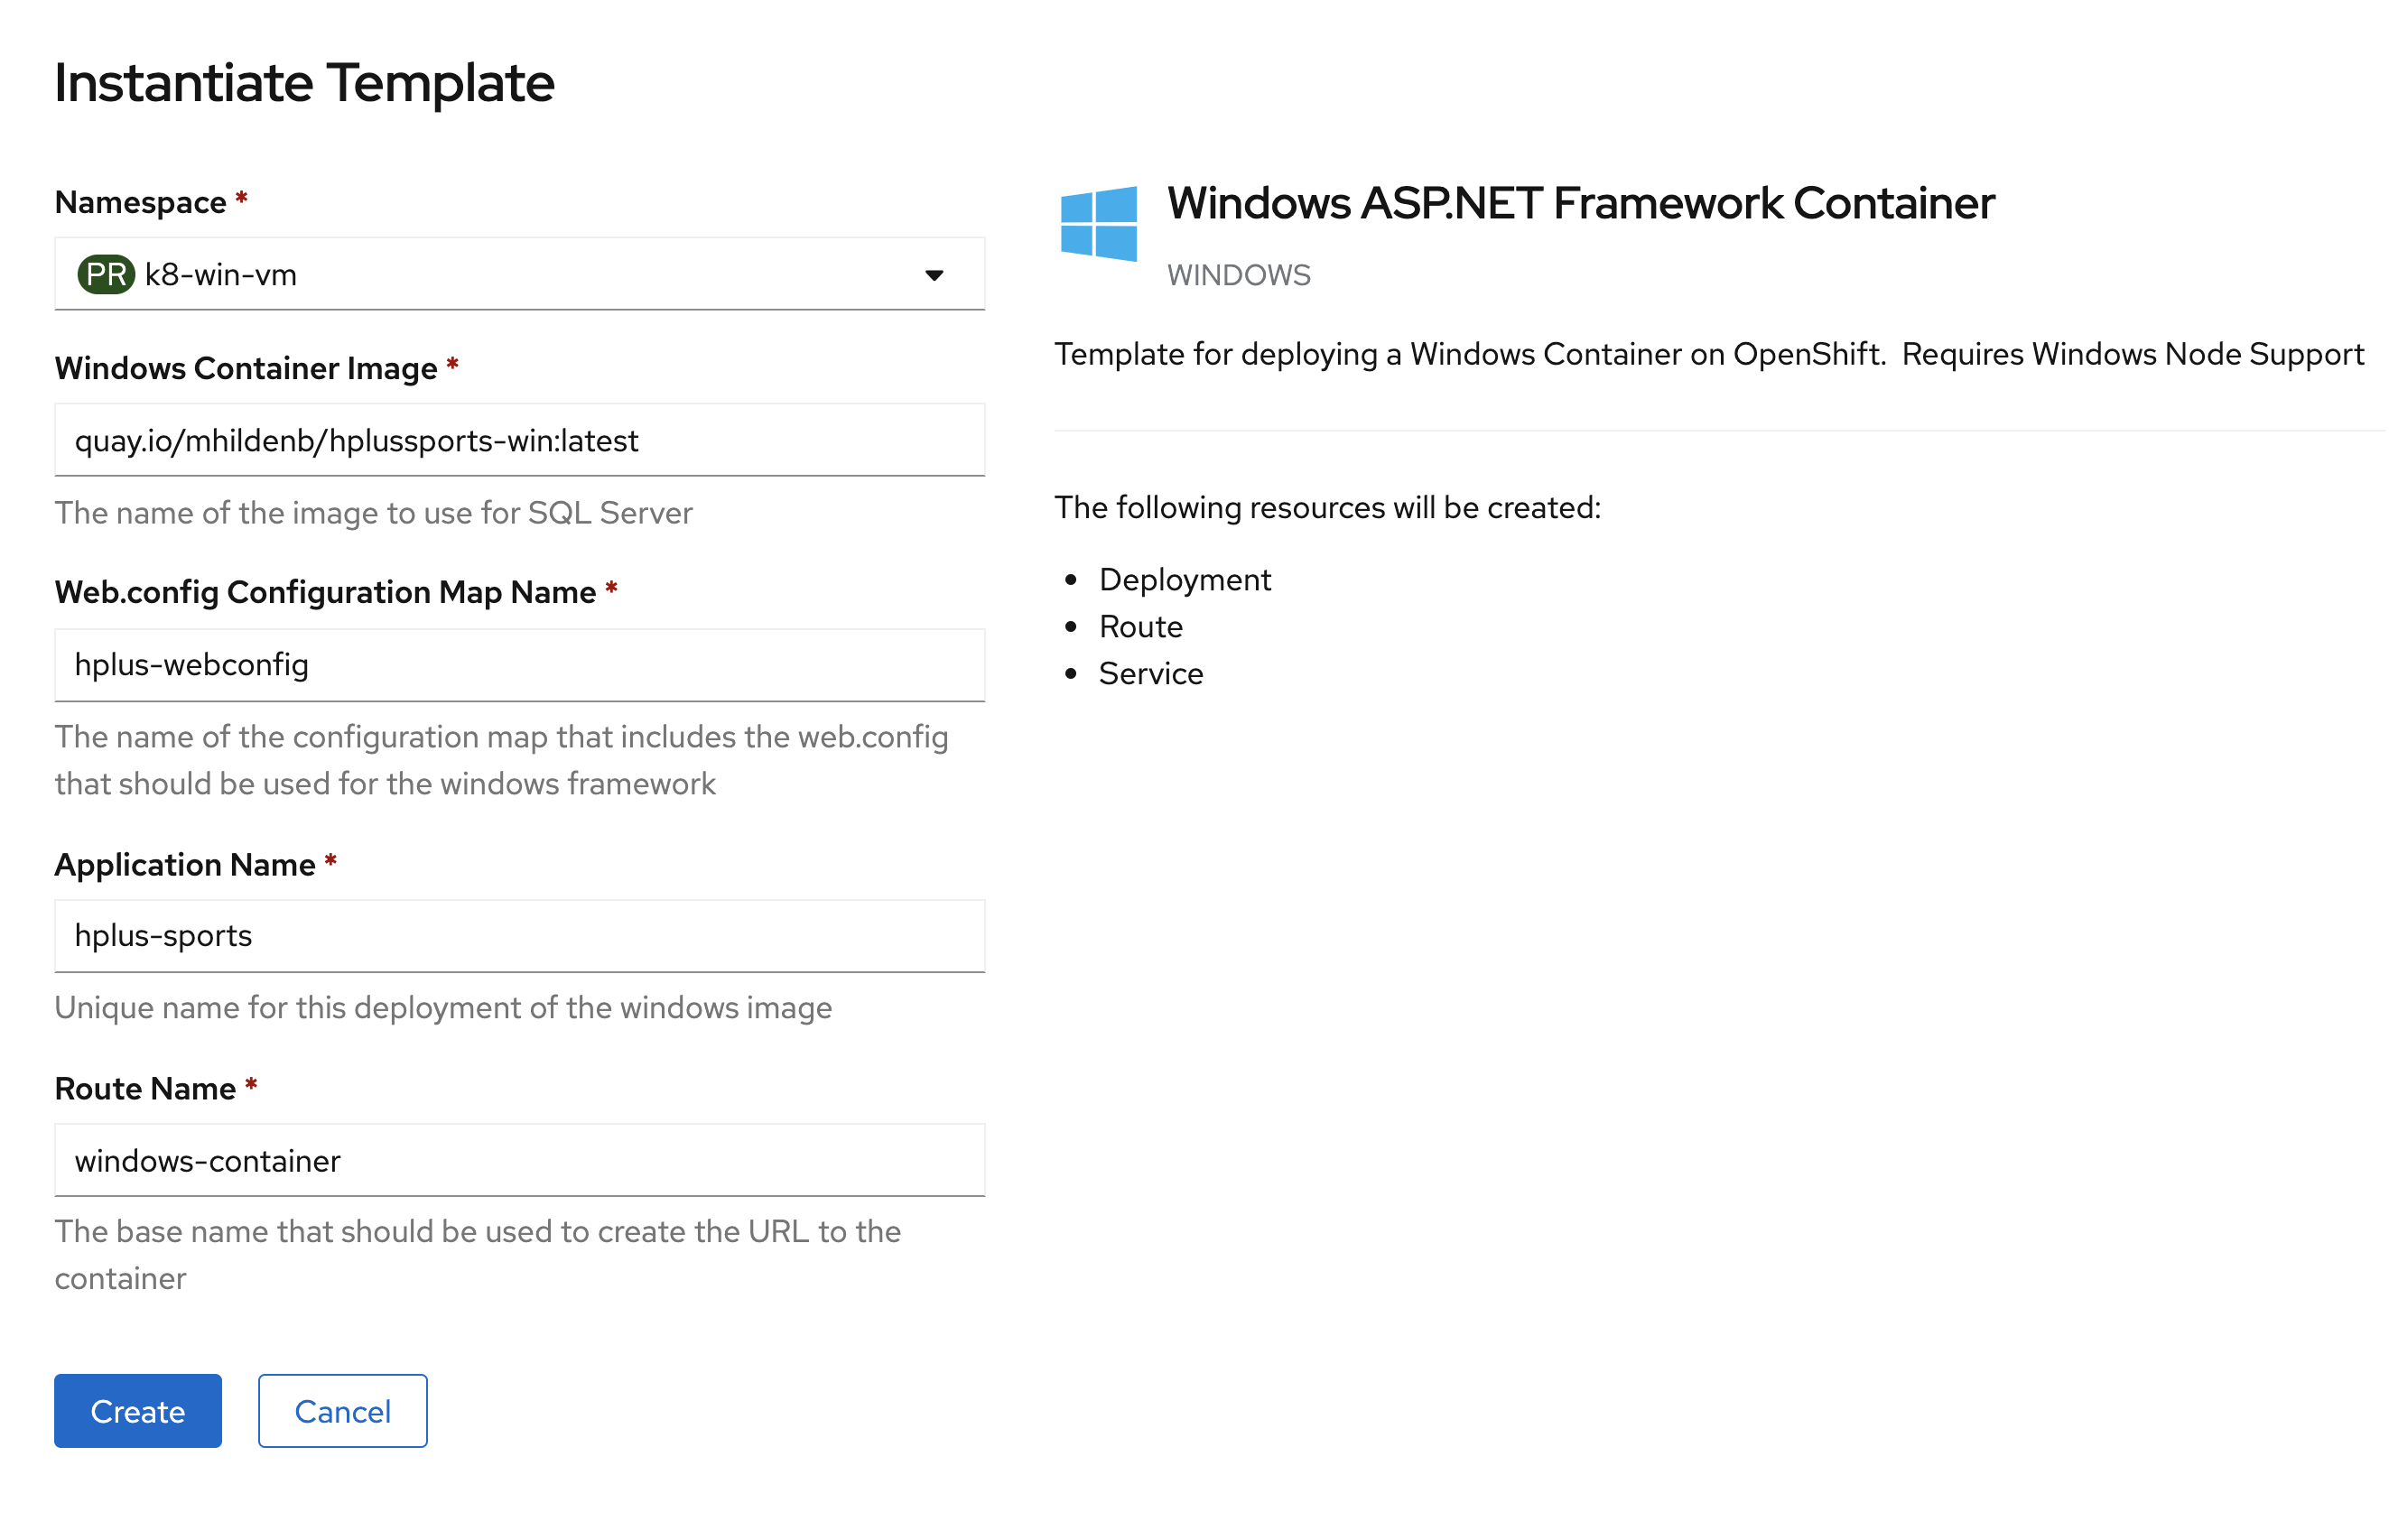 Instantiate Template
Namespace *
PR k8-win-vm
Windows Container Image *
quay.io/mhildenb/hplussports-win:latest
The name of the image to use for SQL Server
Web.config Configuration Map Name *
hplus-webconfig
The name of the configuration map that includes the web.config
that should be used for the windows framework
Application Name *
hplus-sports
Unique name for this deployment of the windows image
Route Name *
windows-container
The base name that should be used to create the URL to the
container
Create Cancel
Windows ASP.NET Framework Container
WINDOWS
Template for deploying a Windows Container on OpenShift. Requires Windows Node Support
The following resources will be created:
• Deployment
• Route
• Service